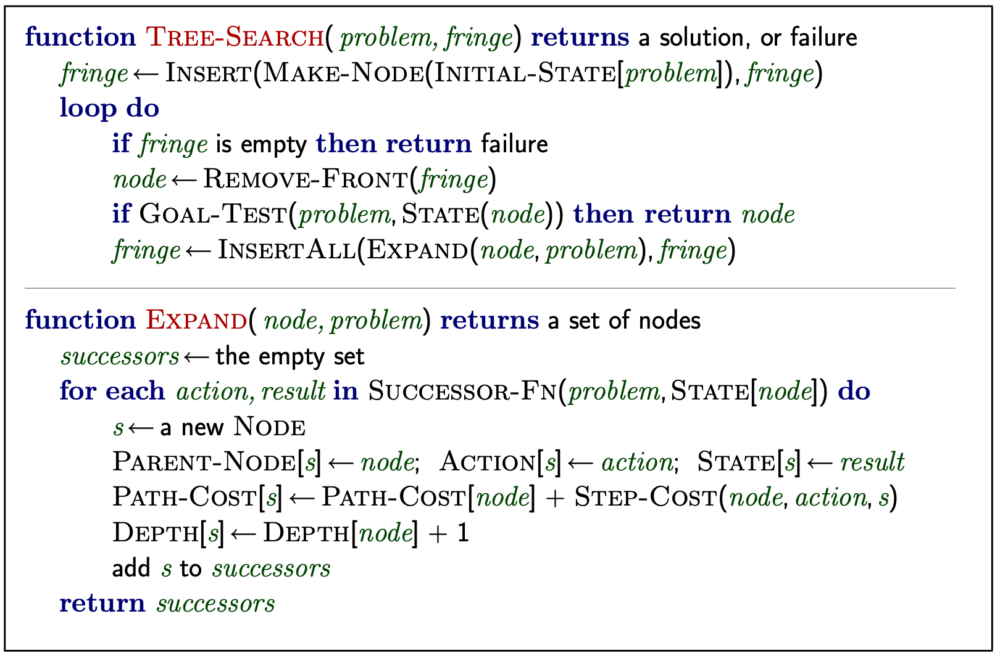 function TREE-SEARCH( problem, fringe) returns a solution, or failure
fringe ← INSERT(MAKE-NODE(INITIAL-STATE[problem]), fringe)
loop do
if fringe is empty then return failure
node ← REMOVE-FRONT(fringe)
if GOAL-TEST(problem, STATE(node)) then return node
fringe ← INSERTALL(EXPAND(node, problem), fringe)
function EXPAND( node, problem) returns a set of nodes
successors ← the empty set
for each action, result in SUCCESSOR-FN(problem, STATE[node]) do
s ← a new NODE
PARENT-NODE[s] ← node; ACTION[s] ← action; STATE[s] ← result
PATH-COST[s] ← PATH-COST[node] + STEP-COST(node, action, s)
DEPTH[s] ← DEPTH[node] + 1
add s to successors
return successors